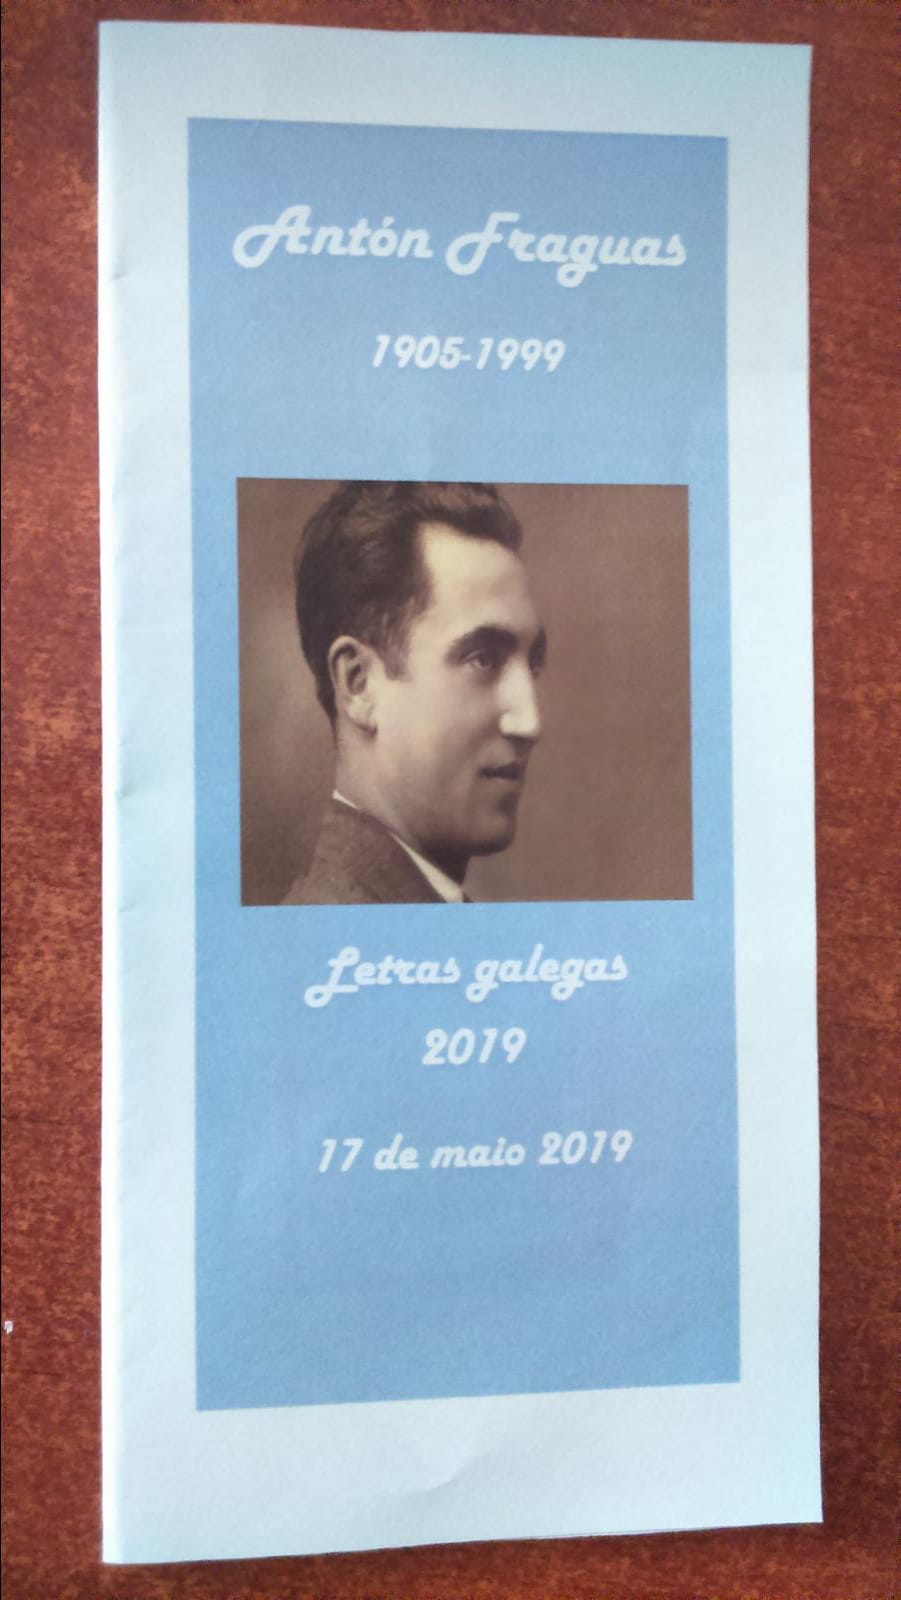 Antón Fraguas
1905-1999
Letras galegas
2019
17 de maio 2019